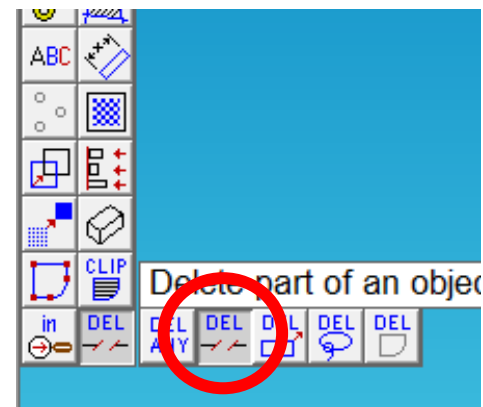 ABC
CLIP
Delete part of an objec
in DEL DEL ANY DEL DEL DEL DEL